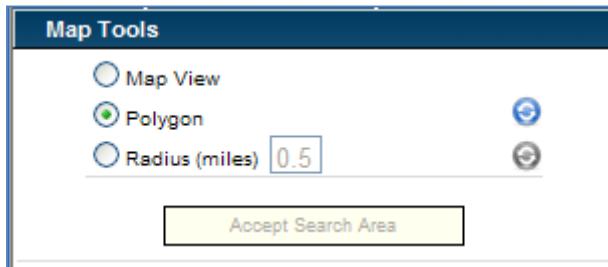 Map Tools
Map View
Polygon
Radius (miles) 0.5
Accept Search Area